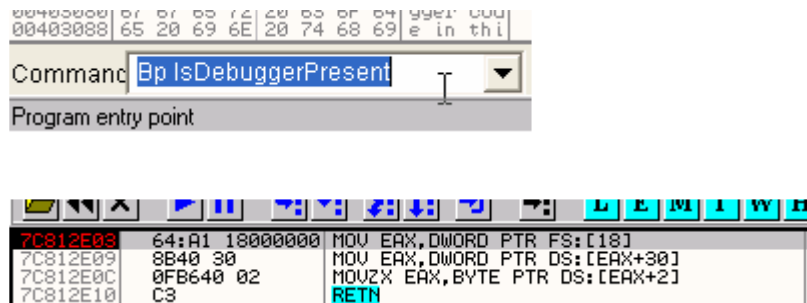 00403080 67 67 65 72 20 63 6F 64 gger cod
00403088 65 20 69 6E 20 74 68 69 e in thi
Command Bp IsDebuggerPresent
Program entry point
L E M T W H
7C812E03 64:A1 18000000 MOV EAX,DWORD PTR FS:[18]
7C812E09 8B40 30 MOV EAX,DWORD PTR DS:[EAX+30]
7C812E0C 0FB640 02 MOVZX EAX,BYTE PTR DS:[EAX+2]
7C812E10 C3 RETN